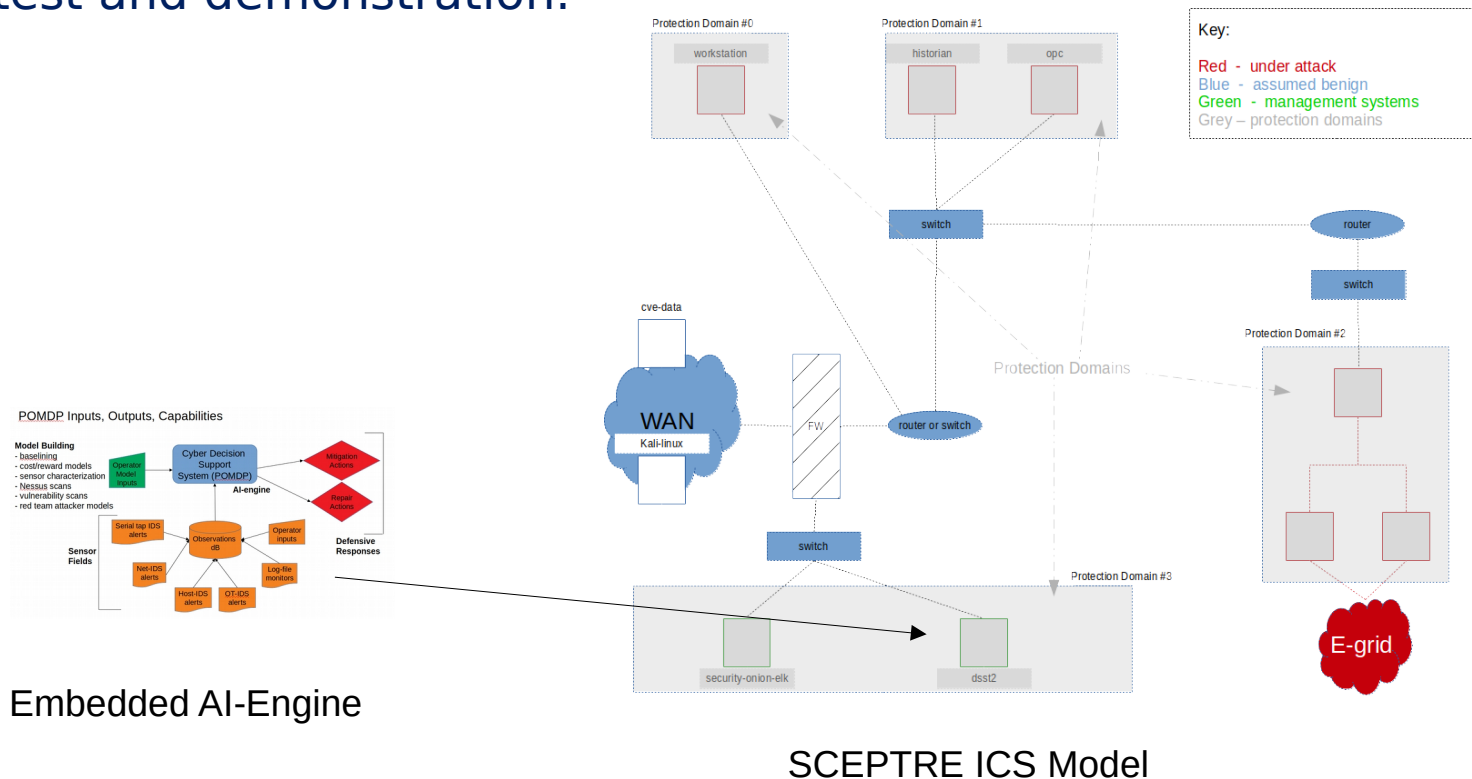 test and demonstration.
Protection Domain #0
workstation
Protection Domain #1
historian
opc
Key:
Red - under attack
Blue - assumed benign
Green - management systems
Grey – protection domains
switch
router
switch
cve-data
WAN
Kali-linux
FW
router or switch
Protection Domains
Protection Domain #2
switch
Protection Domain #3
security-onion-elk
dsst2
E-grid
POMDP Inputs, Outputs, Capabilities
Model Building
- baselining
- cost/reward models
- sensor characterization
- Nessus scans
- vulnerability scans
- red team attacker models
Operator
Model
Inputs
Cyber Decision
Support
System (POMDP)
AI-engine
Mitigation
Actions
Repair
Actions
Defensive
Responses
Sensor
Fields
Serial tap IDS
alerts
Net-IDS
alerts
Host-IDS
alerts
OT-IDS
alerts
Observations
dB
Operator
inputs
Log-file
monitors
Embedded AI-Engine
SCEPTRE ICS Model